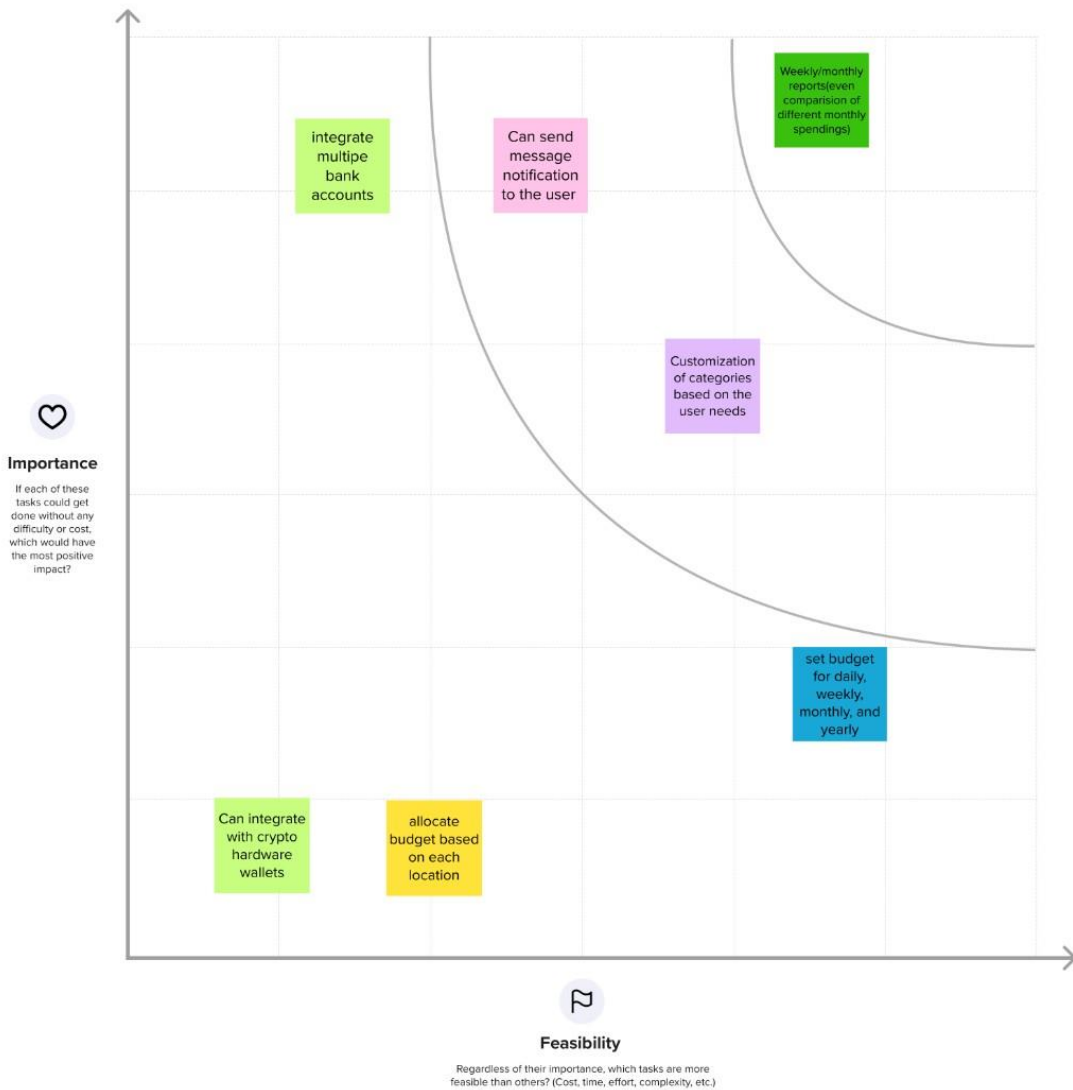 Weekly/monthly
reports(even
comparision of
different monthly
spendings)
integrate
multipe
bank
accounts
Can send
message
notification
to the user
Customization
of categories
based on the
user needs
Importance
If each of these
tasks could get
done without any
difficulty or cost,
which would have
the most positive
impact?
set budget
for daily,
weekly,
monthly, and
yearly
Can integrate
with crypto
hardware
wallets
allocate
budget based
on each
location
Feasibility
Regardless of their importance, which tasks are more
feasible than others? (Cost, time, effort, complexity, etc.)